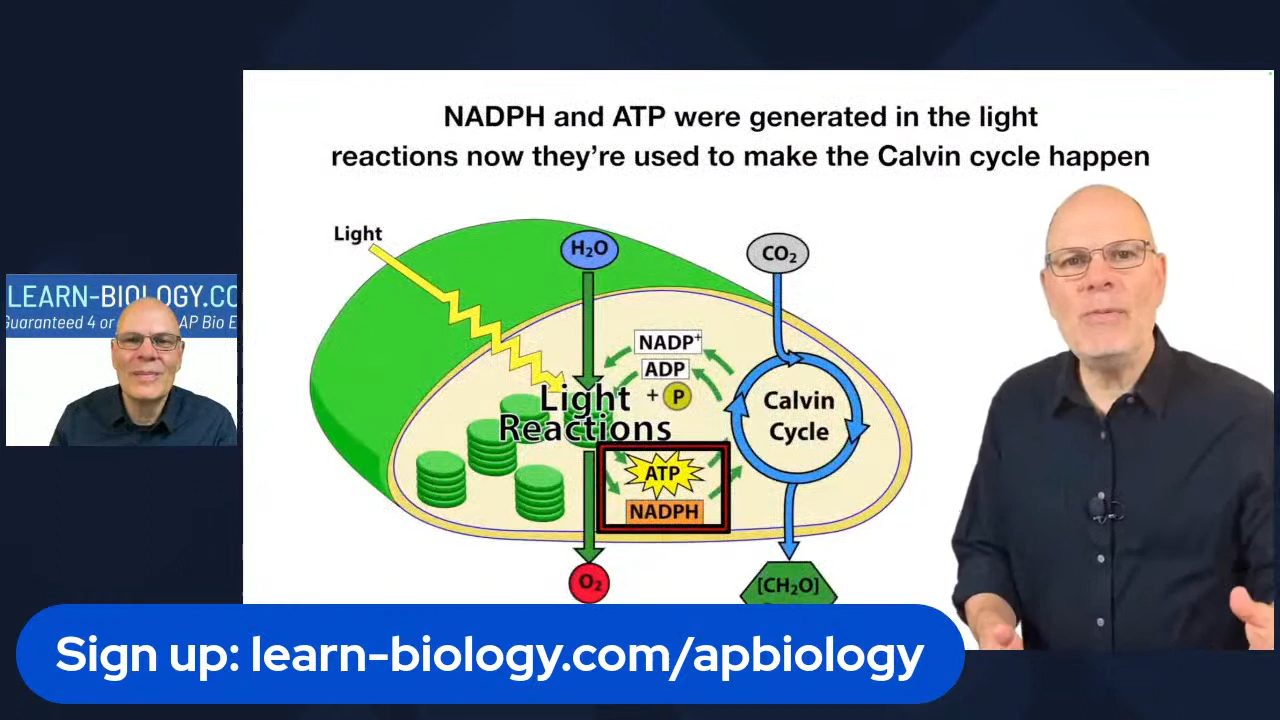 NADPH and ATP were generated in the light
reactions now they're used to make the Calvin cycle happen
Light
H₂O
CO₂
NADP⁺
ADP
+ P
Light
Reactions
Calvin
Cycle
ATP
NADPH
O₂
[CH₂O]
LEARN-BIOLOGY.CO
Guaranteed 4 or AP Bio E
Sign up: learn-biology.com/apbiology